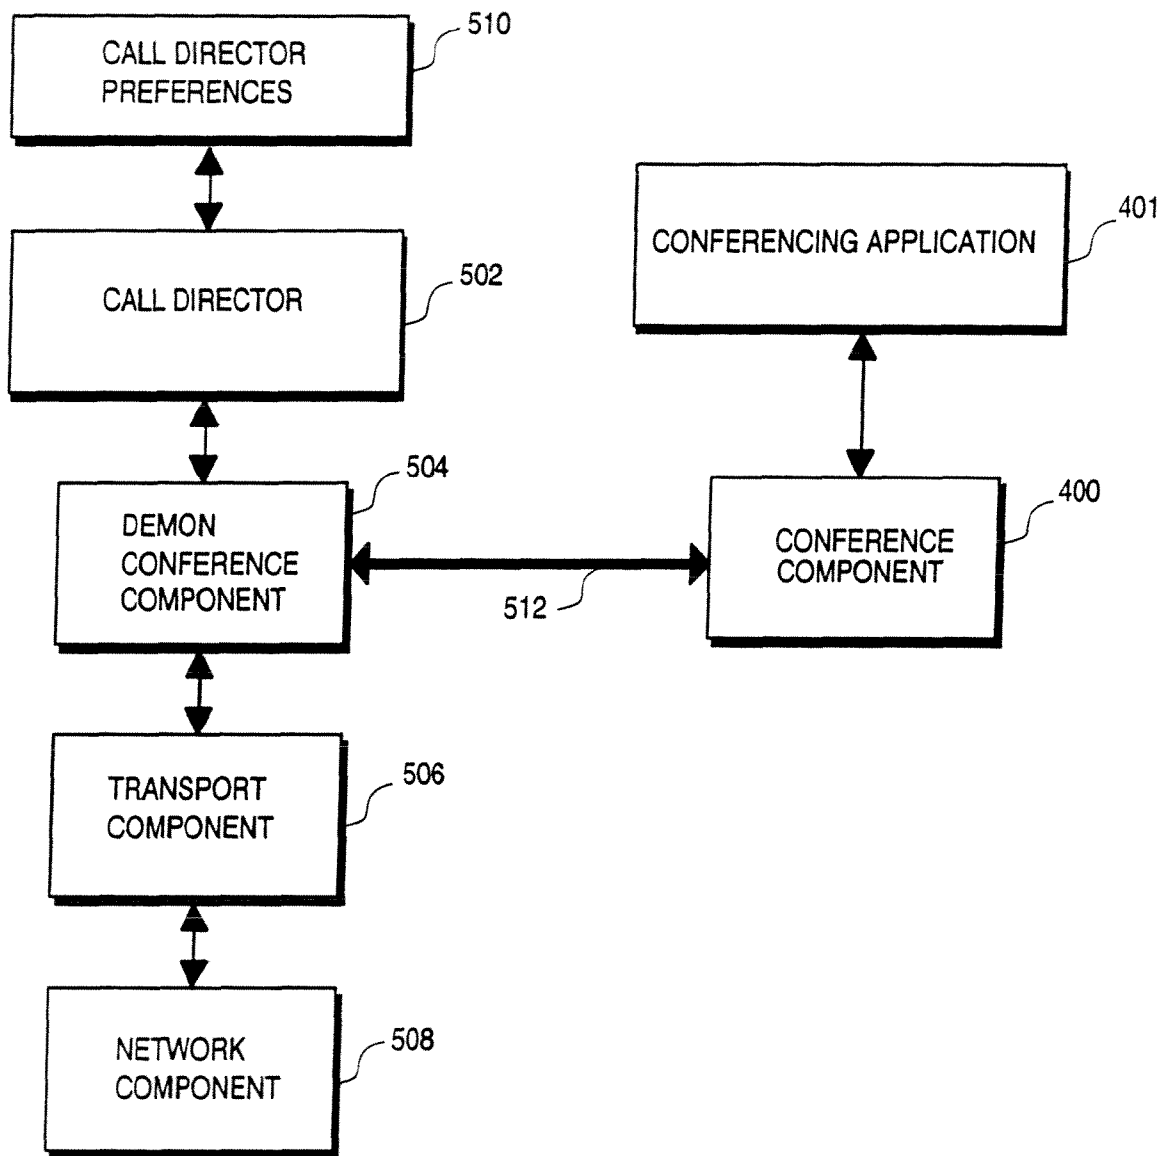 510
CALL DIRECTOR
PREFERENCES
401
CONFERENCING APPLICATION
502
CALL DIRECTOR
504
DEMON
CONFERENCE
COMPONENT
400
CONFERENCE
COMPONENT
512
506
TRANSPORT
COMPONENT
508
NETWORK
COMPONENT